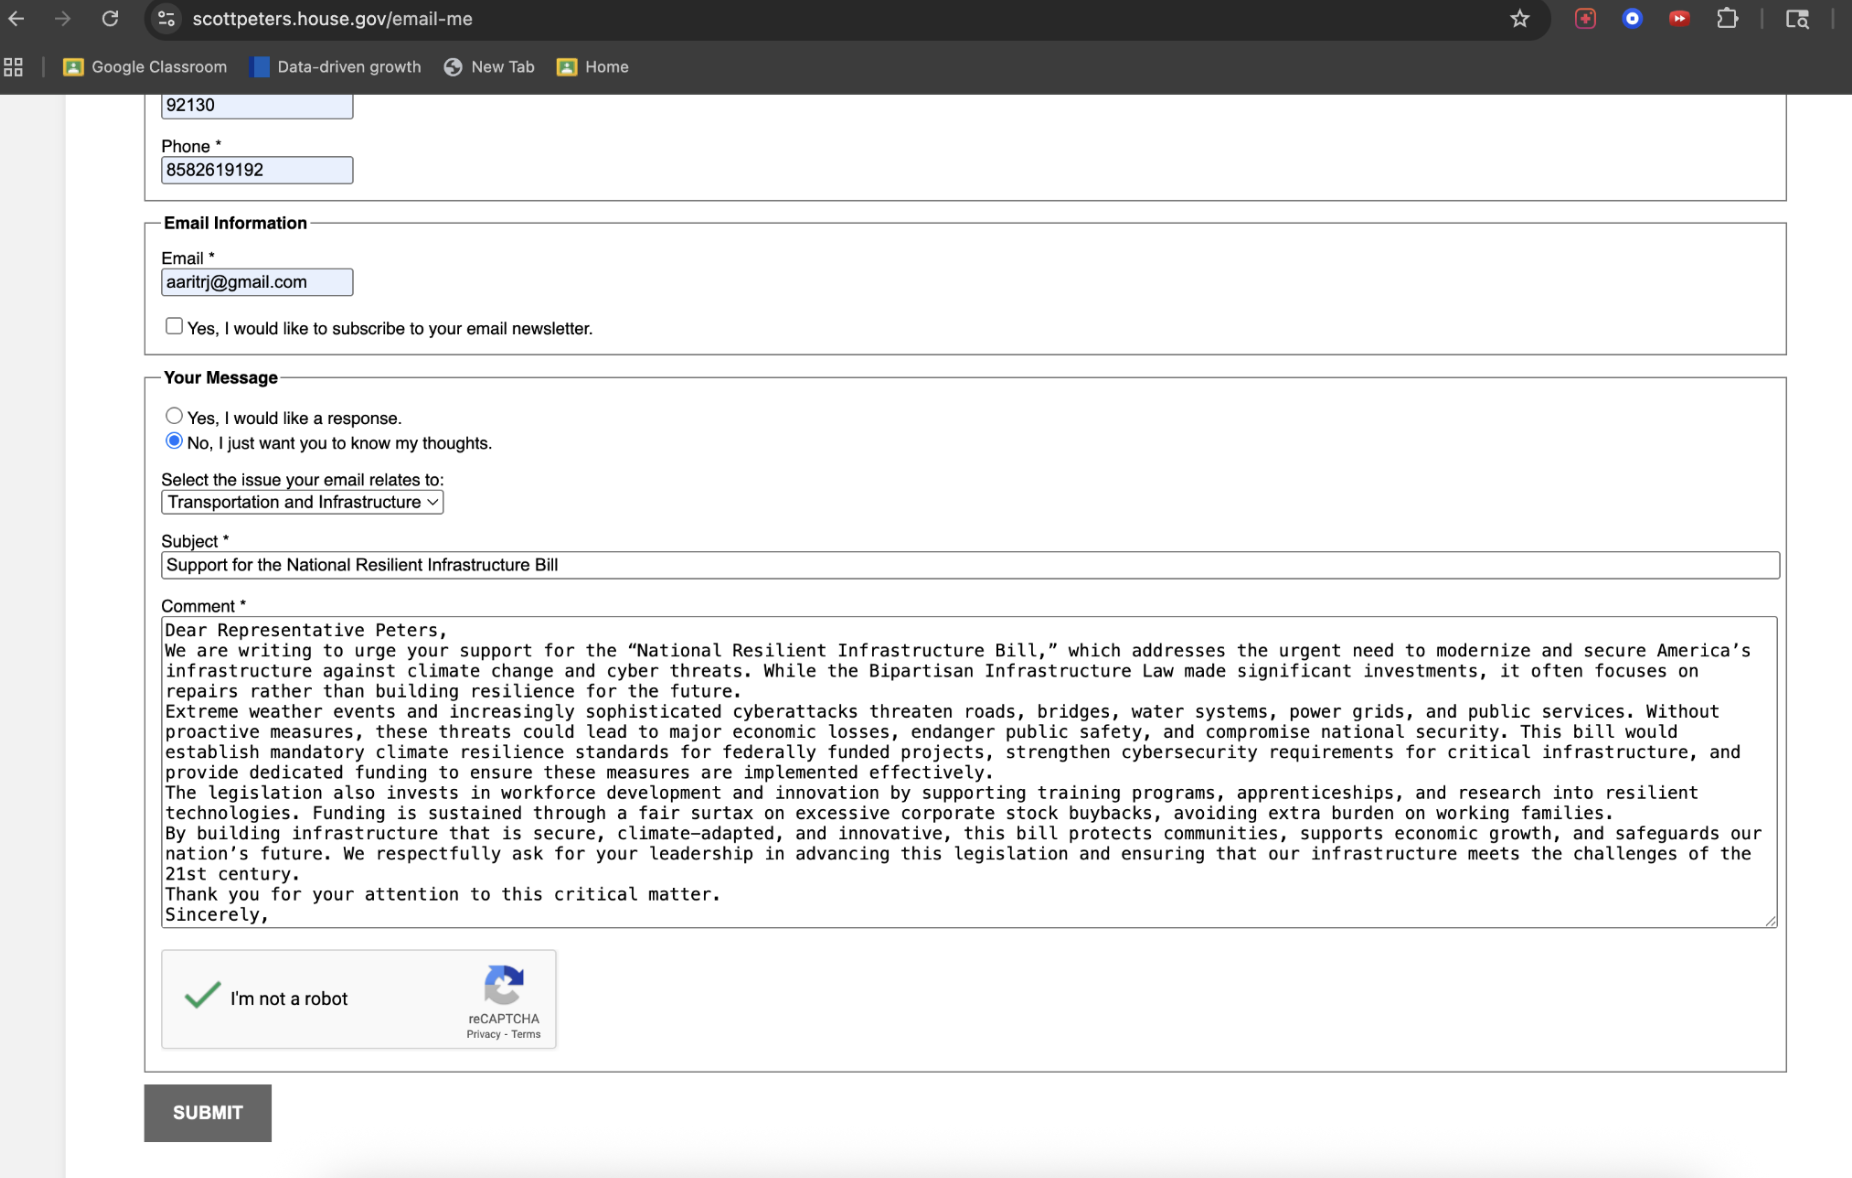 scottpeters.house.gov/email-me
Google Classroom
Data-driven growth
New Tab
Home
92130
Phone *
8582619192
Email Information
Email *
aaritrj@gmail.com
Yes, I would like to subscribe to your email newsletter.
Your Message
Yes, I would like a response.
No, I just want you to know my thoughts.
Select the issue your email relates to:
Transportation and Infrastructure
Subject *
Support for the National Resilient Infrastructure Bill
Comment *
Dear Representative Peters,
We are writing to urge your support for the “National Resilient Infrastructure Bill,” which addresses the urgent need to modernize and secure America’s
infrastructure against climate change and cyber threats. While the Bipartisan Infrastructure Law made significant investments, it often focuses on
repairs rather than building resilience for the future.
Extreme weather events and increasingly sophisticated cyberattacks threaten roads, bridges, water systems, power grids, and public services. Without
proactive measures, these threats could lead to major economic losses, endanger public safety, and compromise national security. This bill would
establish mandatory climate resilience standards for federally funded projects, strengthen cybersecurity requirements for critical infrastructure, and
provide dedicated funding to ensure these measures are implemented effectively.
The legislation also invests in workforce development and innovation by supporting training programs, apprenticeships, and research into resilient
technologies. Funding is sustained through a fair surtax on excessive corporate stock buybacks, avoiding extra burden on working families.
By building infrastructure that is secure, climate-adapted, and innovative, this bill protects communities, supports economic growth, and safeguards our
nation’s future. We respectfully ask for your leadership in advancing this legislation and ensuring that our infrastructure meets the challenges of the
21st century.
Thank you for your attention to this critical matter.
Sincerely,
I'm not a robot
reCAPTCHA
Privacy - Terms
SUBMIT